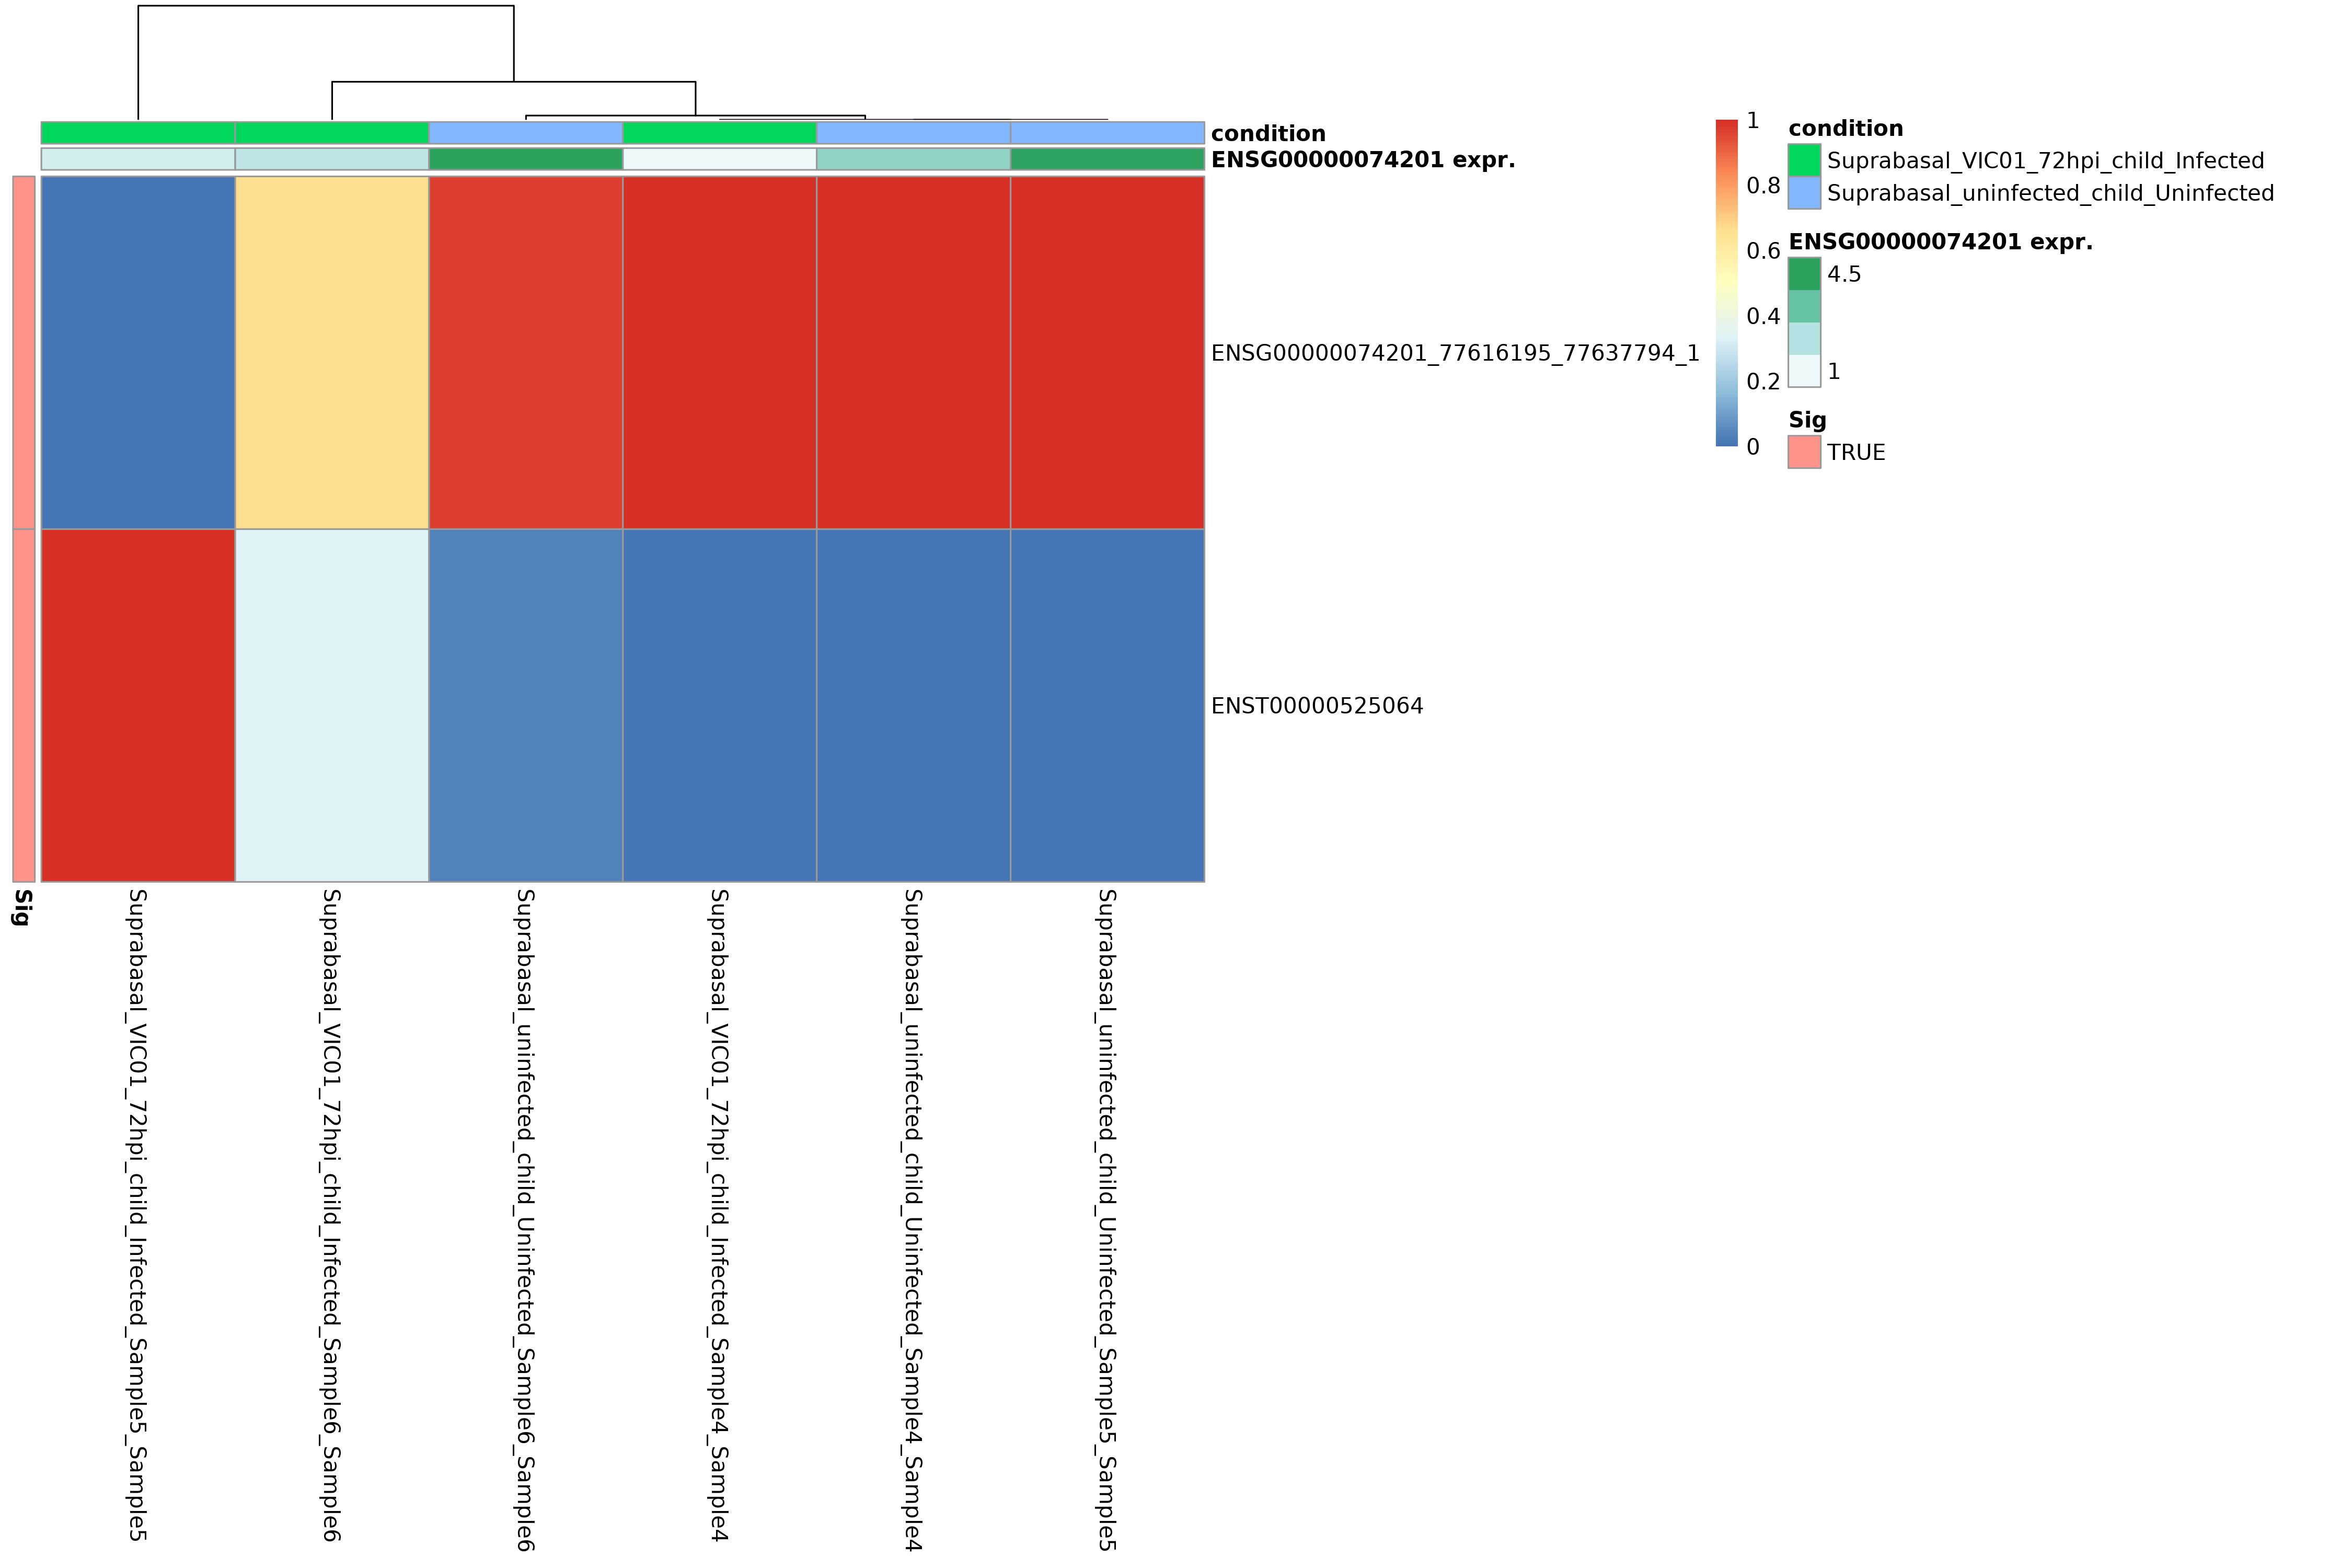 condition
ENSG00000074201 expr.
ENSG00000074201_77616195_77637794_1
ENST00000525064
1
0.8
0.6
0.4
0.2
0
condition
Suprabasal_VIC01_72hpi_child_Infected
Suprabasal_uninfected_child_Uninfected
ENSG00000074201 expr.
4.5
1
Sig
TRUE
Sig
Suprabasal_VIC01_72hpi_child_Infected_Sample5_Sample5
Suprabasal_VIC01_72hpi_child_Infected_Sample6_Sample6
Suprabasal_uninfected_child_Uninfected_Sample6_Sample6
Suprabasal_VIC01_72hpi_child_Infected_Sample4_Sample4
Suprabasal_uninfected_child_Uninfected_Sample4_Sample4
Suprabasal_uninfected_child_Uninfected_Sample5_Sample5